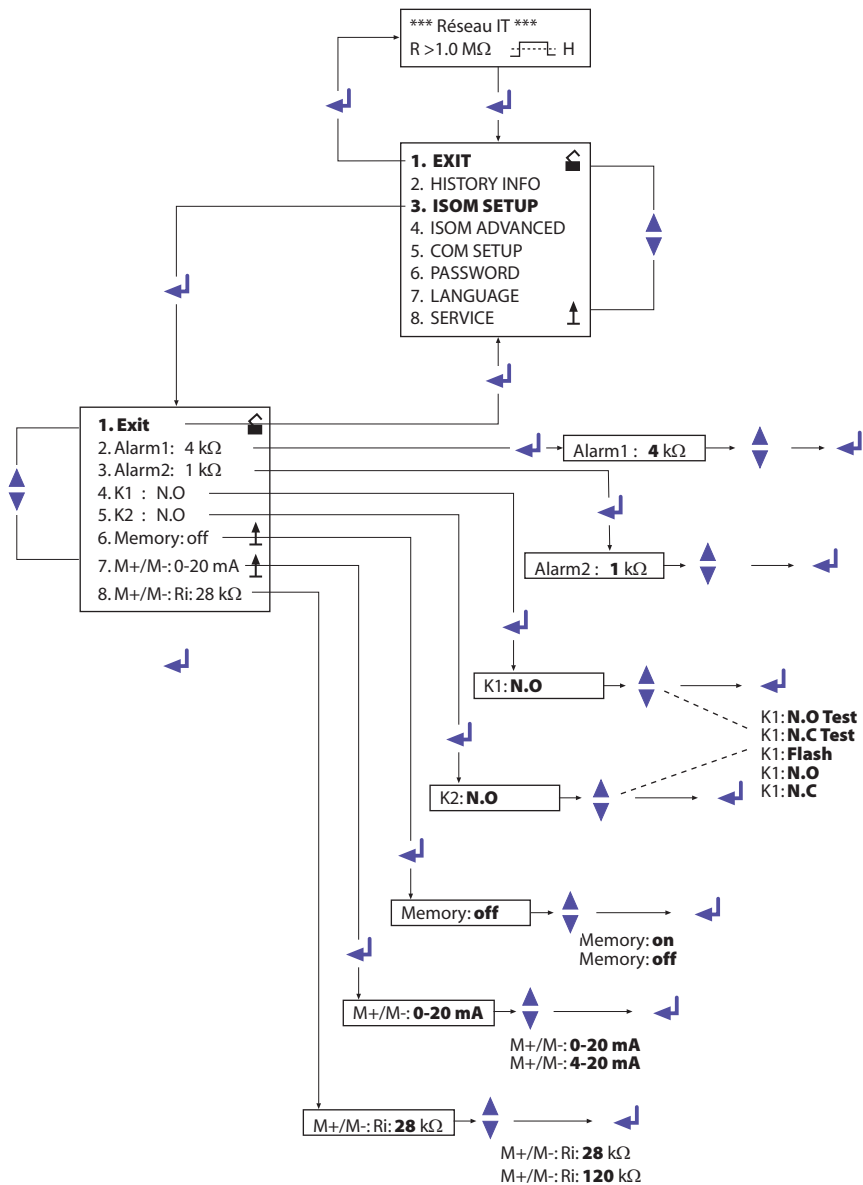 *** Réseau IT ***
R >1.0 MΩ H
1. EXIT
2. HISTORY INFO
3. ISOM SETUP
4. ISOM ADVANCED
5. COM SETUP
6. PASSWORD
7. LANGUAGE
8. SERVICE
1. Exit
2. Alarm1: 4 kΩ
3. Alarm2: 1 kΩ
4. K1 : N.O
5. K2 : N.O
6. Memory: off
7. M+/M-: 0-20 mA
8. M+/M-: Ri: 28 kΩ
Alarm1 : 4 kΩ
Alarm2 : 1 kΩ
K1: N.O
K1: N.O Test
K1: N.C Test
K1: Flash
K1: N.O
K1: N.C
K2: N.O
Memory: off
Memory: on
Memory: off
M+/M-: 0-20 mA
M+/M-: 0-20 mA
M+/M-: 4-20 mA
M+/M-: Ri: 28 kΩ
M+/M-: Ri: 28 kΩ
M+/M-: Ri: 120 kΩ